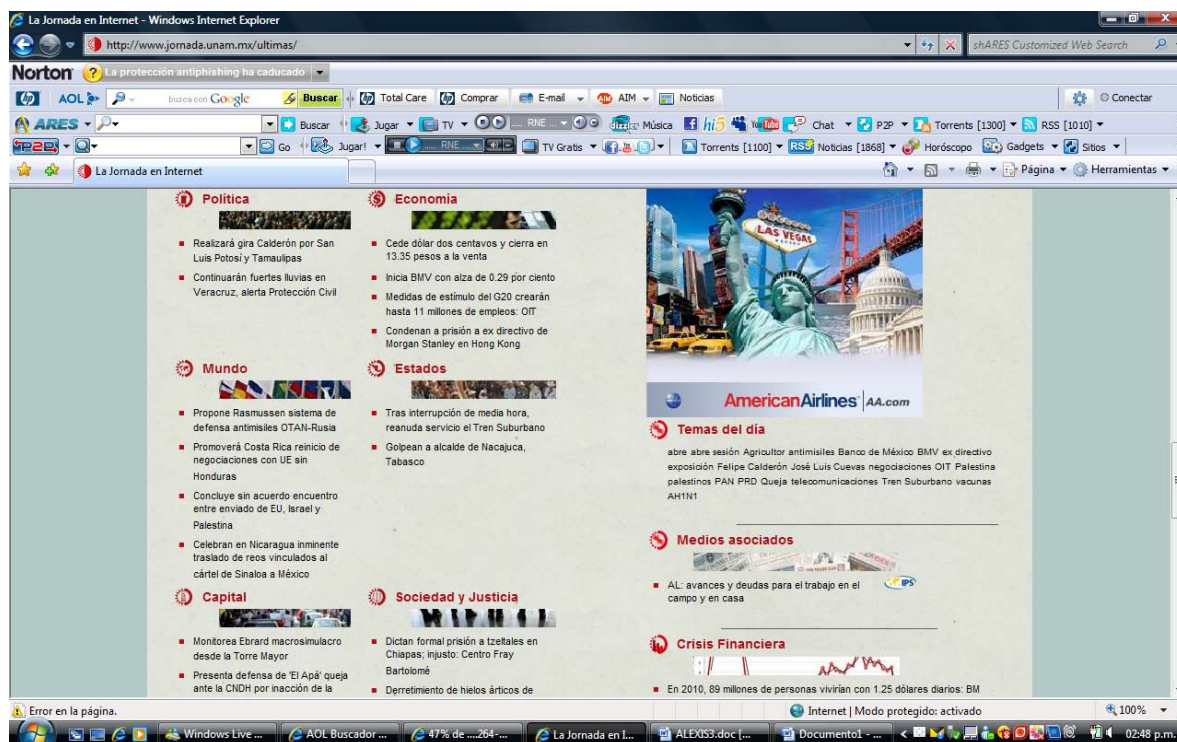 La Jornada en Internet - Windows Internet Explorer
http://www.jornada.unam.mx/ultimas/
shARES Customized Web Search
Norton ? La protección antiphishing ha caducado
AOL busca con Google Buscar Total Care Comprar E-mail AIM Noticias Conectar
ARES Buscar Jugar TV RNE ... Música hi5 YouTube Chat P2P Torrents [1300] RSS [1010]
P2P Go Jugar! .... RNE TV Gratis Torrents [1100] RSS Noticias [1868] Horóscopo Gadgets Sitios
La Jornada en Internet Página Herramientas
Política
Realizará gira Calderón por San
Luis Potosí y Tamaulipas
Continuarán fuertes lluvias en
Veracruz, alerta Protección Civil
Economía
Cede dólar dos centavos y cierra en
13.35 pesos a la venta
Inicia BMV con alza de 0.29 por ciento
Medidas de estímulo del G20 crearán
hasta 11 millones de empleos: OIT
Condenan a prisión a ex directivo de
Morgan Stanley en Hong Kong
Mundo
Propone Rasmussen sistema de
defensa antimisiles OTAN-Rusia
Promoverá Costa Rica reinicio de
negociaciones con UE sin
Honduras
Concluye sin acuerdo encuentro
entre enviado de EU, Israel y
Palestina
Celebran en Nicaragua inminente
traslado de reos vinculados al
cártel de Sinaloa a México
Estados
Tras interrupción de media hora,
reanuda servicio el Tren Suburbano
Golpean a alcalde de Nacajuca,
Tabasco
Capital
Monitorea Ebrard macrosimulacro
desde la Torre Mayor
Presenta defensa de 'El Apá' queja
ante la CNDH por inacción de la
Sociedad y Justicia
Dictan formal prisión a tzeltales en
Chiapas; injusto: Centro Fray
Bartolomé
Derretimiento de hielos árticos de
LAS VEGAS
AmericanAirlines AA.com
Temas del día
abre abre sesión Agricultor antimisiles Banco de México BMV ex directivo
exposición Felipe Calderón José Luis Cuevas negociaciones OIT Palestina
palestinos PAN PRD Queja telecomunicaciones Tren Suburbano vacunas
AH1N1
Medios asociados
AL: avances y deudas para el trabajo en el
campo y en casa
IPS
Crisis Financiera
En 2010, 89 millones de personas vivirían con 1.25 dólares diarios: BM
Error en la página. Internet | Modo protegido: activado 100%
Windows Live ... AOL Buscador ... 47% de ....264-... La Jornada en I... ALEXIS3.doc [... Documento1 - ... 02:48 p.m.